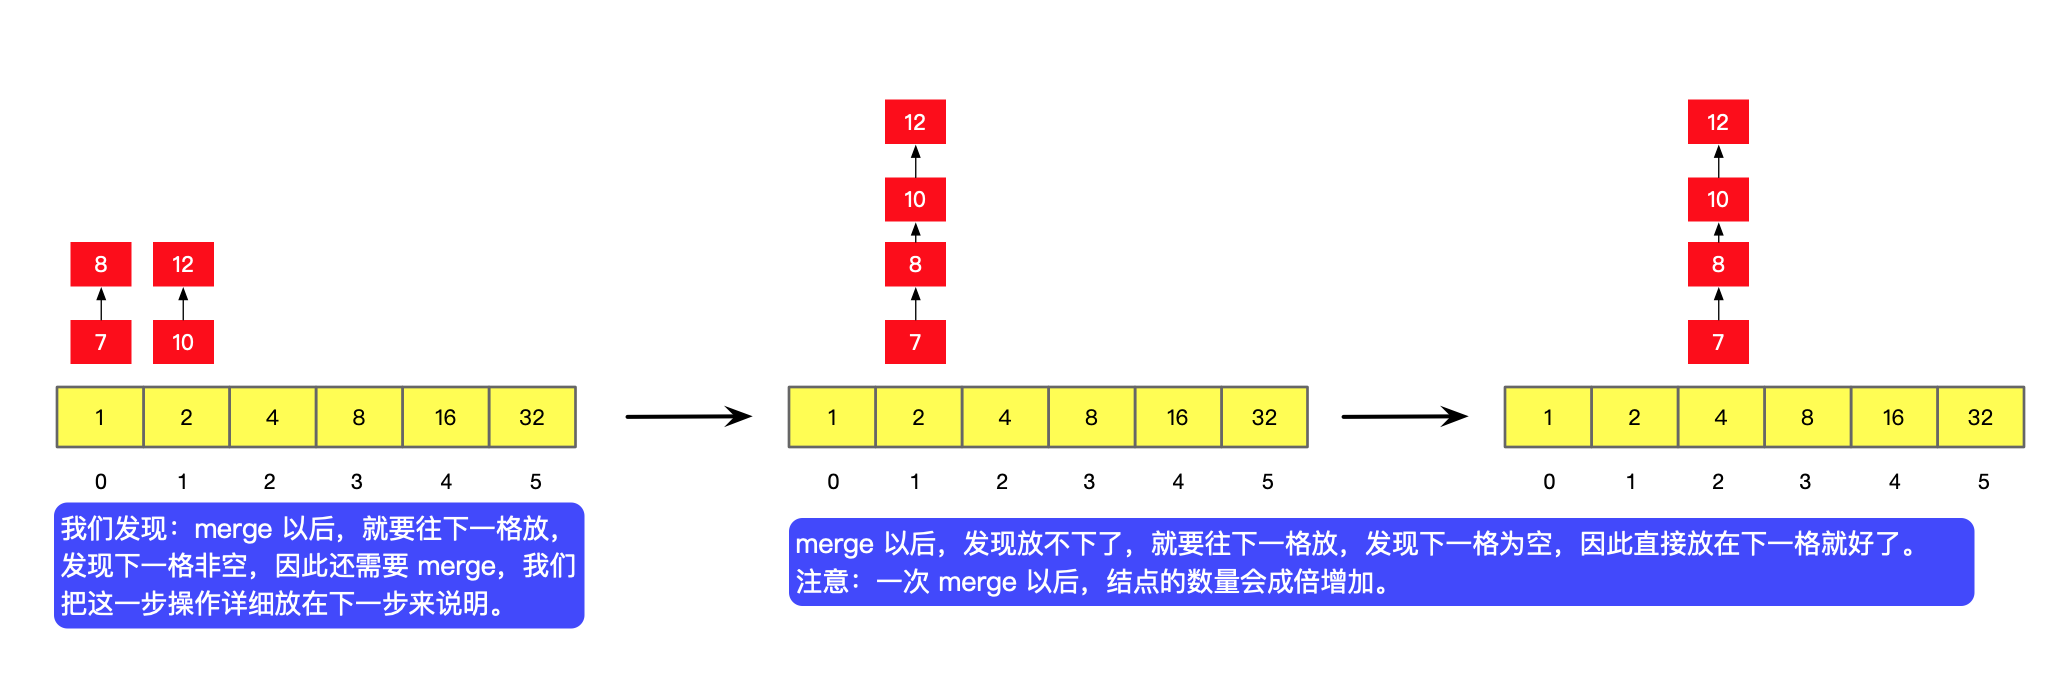 12
12
10
10
8
12
8
8
7
10
7
7
1 2 4 8 16 32
1 2 4 8 16 32
1 2 4 8 16 32
0 1 2 3 4 5
0 1 2 3 4 5
0 1 2 3 4 5
我们发现：merge 以后，就要往下一格放，
发现下一格非空，因此还需要 merge，我们
把这一步操作详细放在下一步来说明。
merge 以后，发现放不下了，就要往下一格放，发现下一格为空，因此直接放在下一格就好了。
注意：一次 merge 以后，结点的数量会成倍增加。